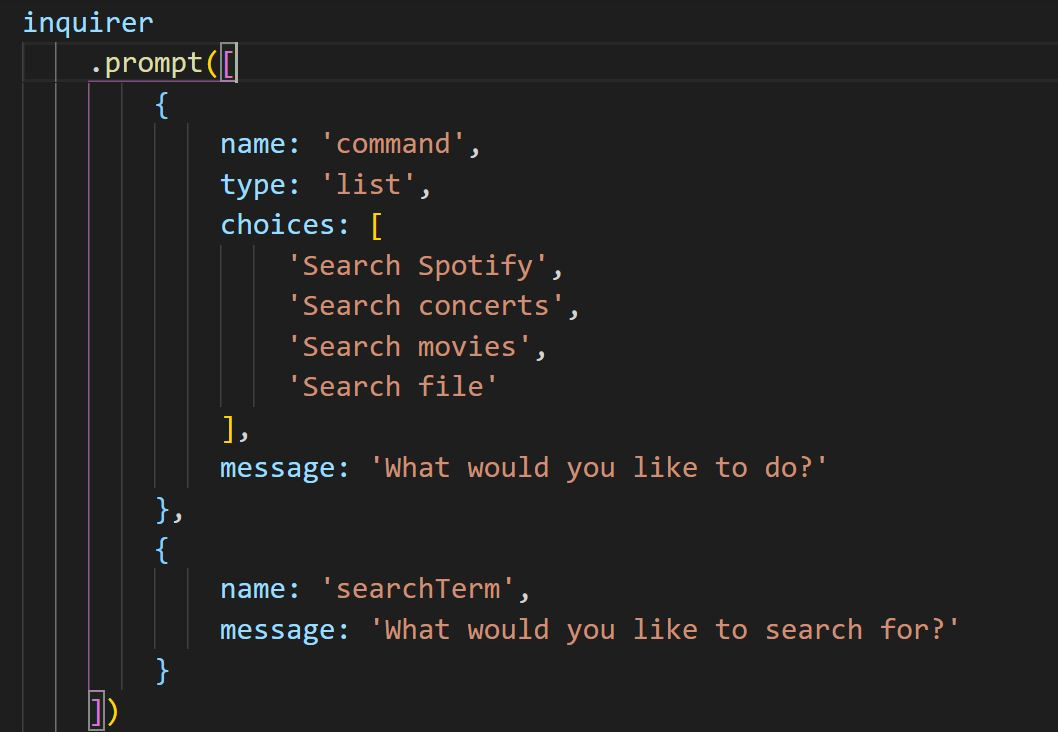 inquirer
    .prompt([
        {
            name: 'command',
            type: 'list',
            choices: [
                'Search Spotify',
                'Search concerts',
                'Search movies',
                'Search file'
            ],
            message: 'What would you like to do?'
        },
        {
            name: 'searchTerm',
            message: 'What would you like to search for?'
        }
    ])